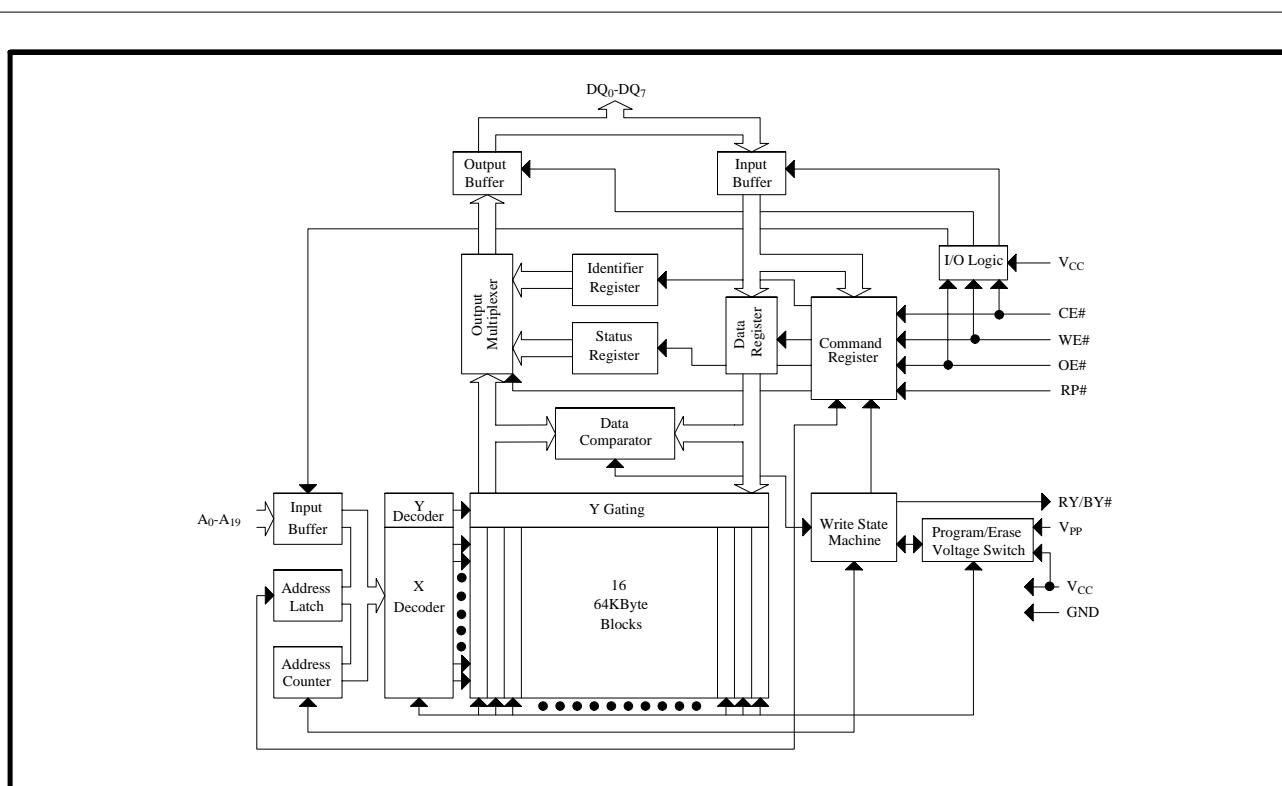 DQ0-DQ7
Output
Buffer
Input
Buffer
I/O Logic
VCC
Identifier
Register
Output
Multiplexer
Status
Register
Data
Register
Command
Register
CE#
WE#
OE#
RP#
Data
Comparator
A0-A19
Input
Buffer
Y
Decoder
Y Gating
Write State
Machine
RY/BY#
Program/Erase
Voltage Switch
VPP
VCC
GND
Address
Latch
X
Decoder
16
64KByte
Blocks
Address
Counter